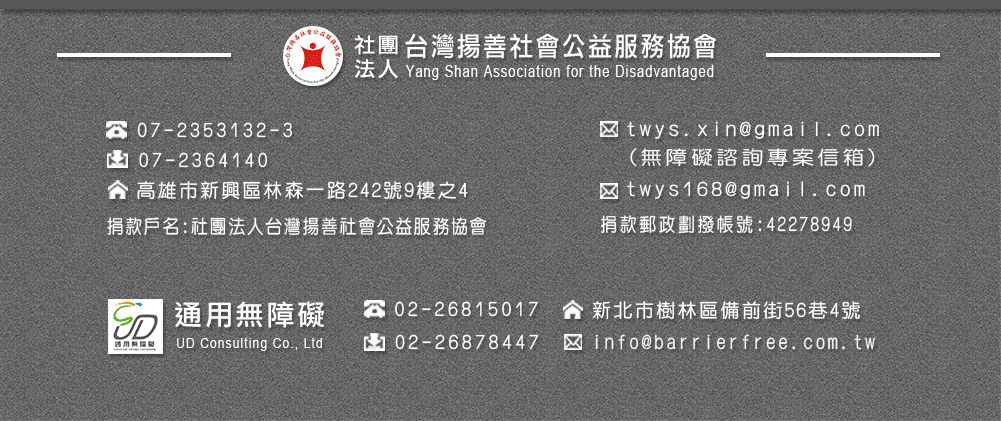 社團法人 台灣揚善社會公益服務協會
Yang Shan Association for the Disadvantaged
07-2353132-3
07-2364140
高雄市新興區林森一路242號9樓之4
捐款戶名:社團法人台灣揚善社會公益服務協會
twys.xin@gmail.com
(無障礙諮詢專案信箱)
twys168@gmail.com
捐款郵政劃撥帳號:42278949
UD
通用無障礙
通用無障礙
UD Consulting Co., Ltd
02-26815017
新北市樹林區備前街56巷4號
02-26878447
info@barrierfree.com.tw